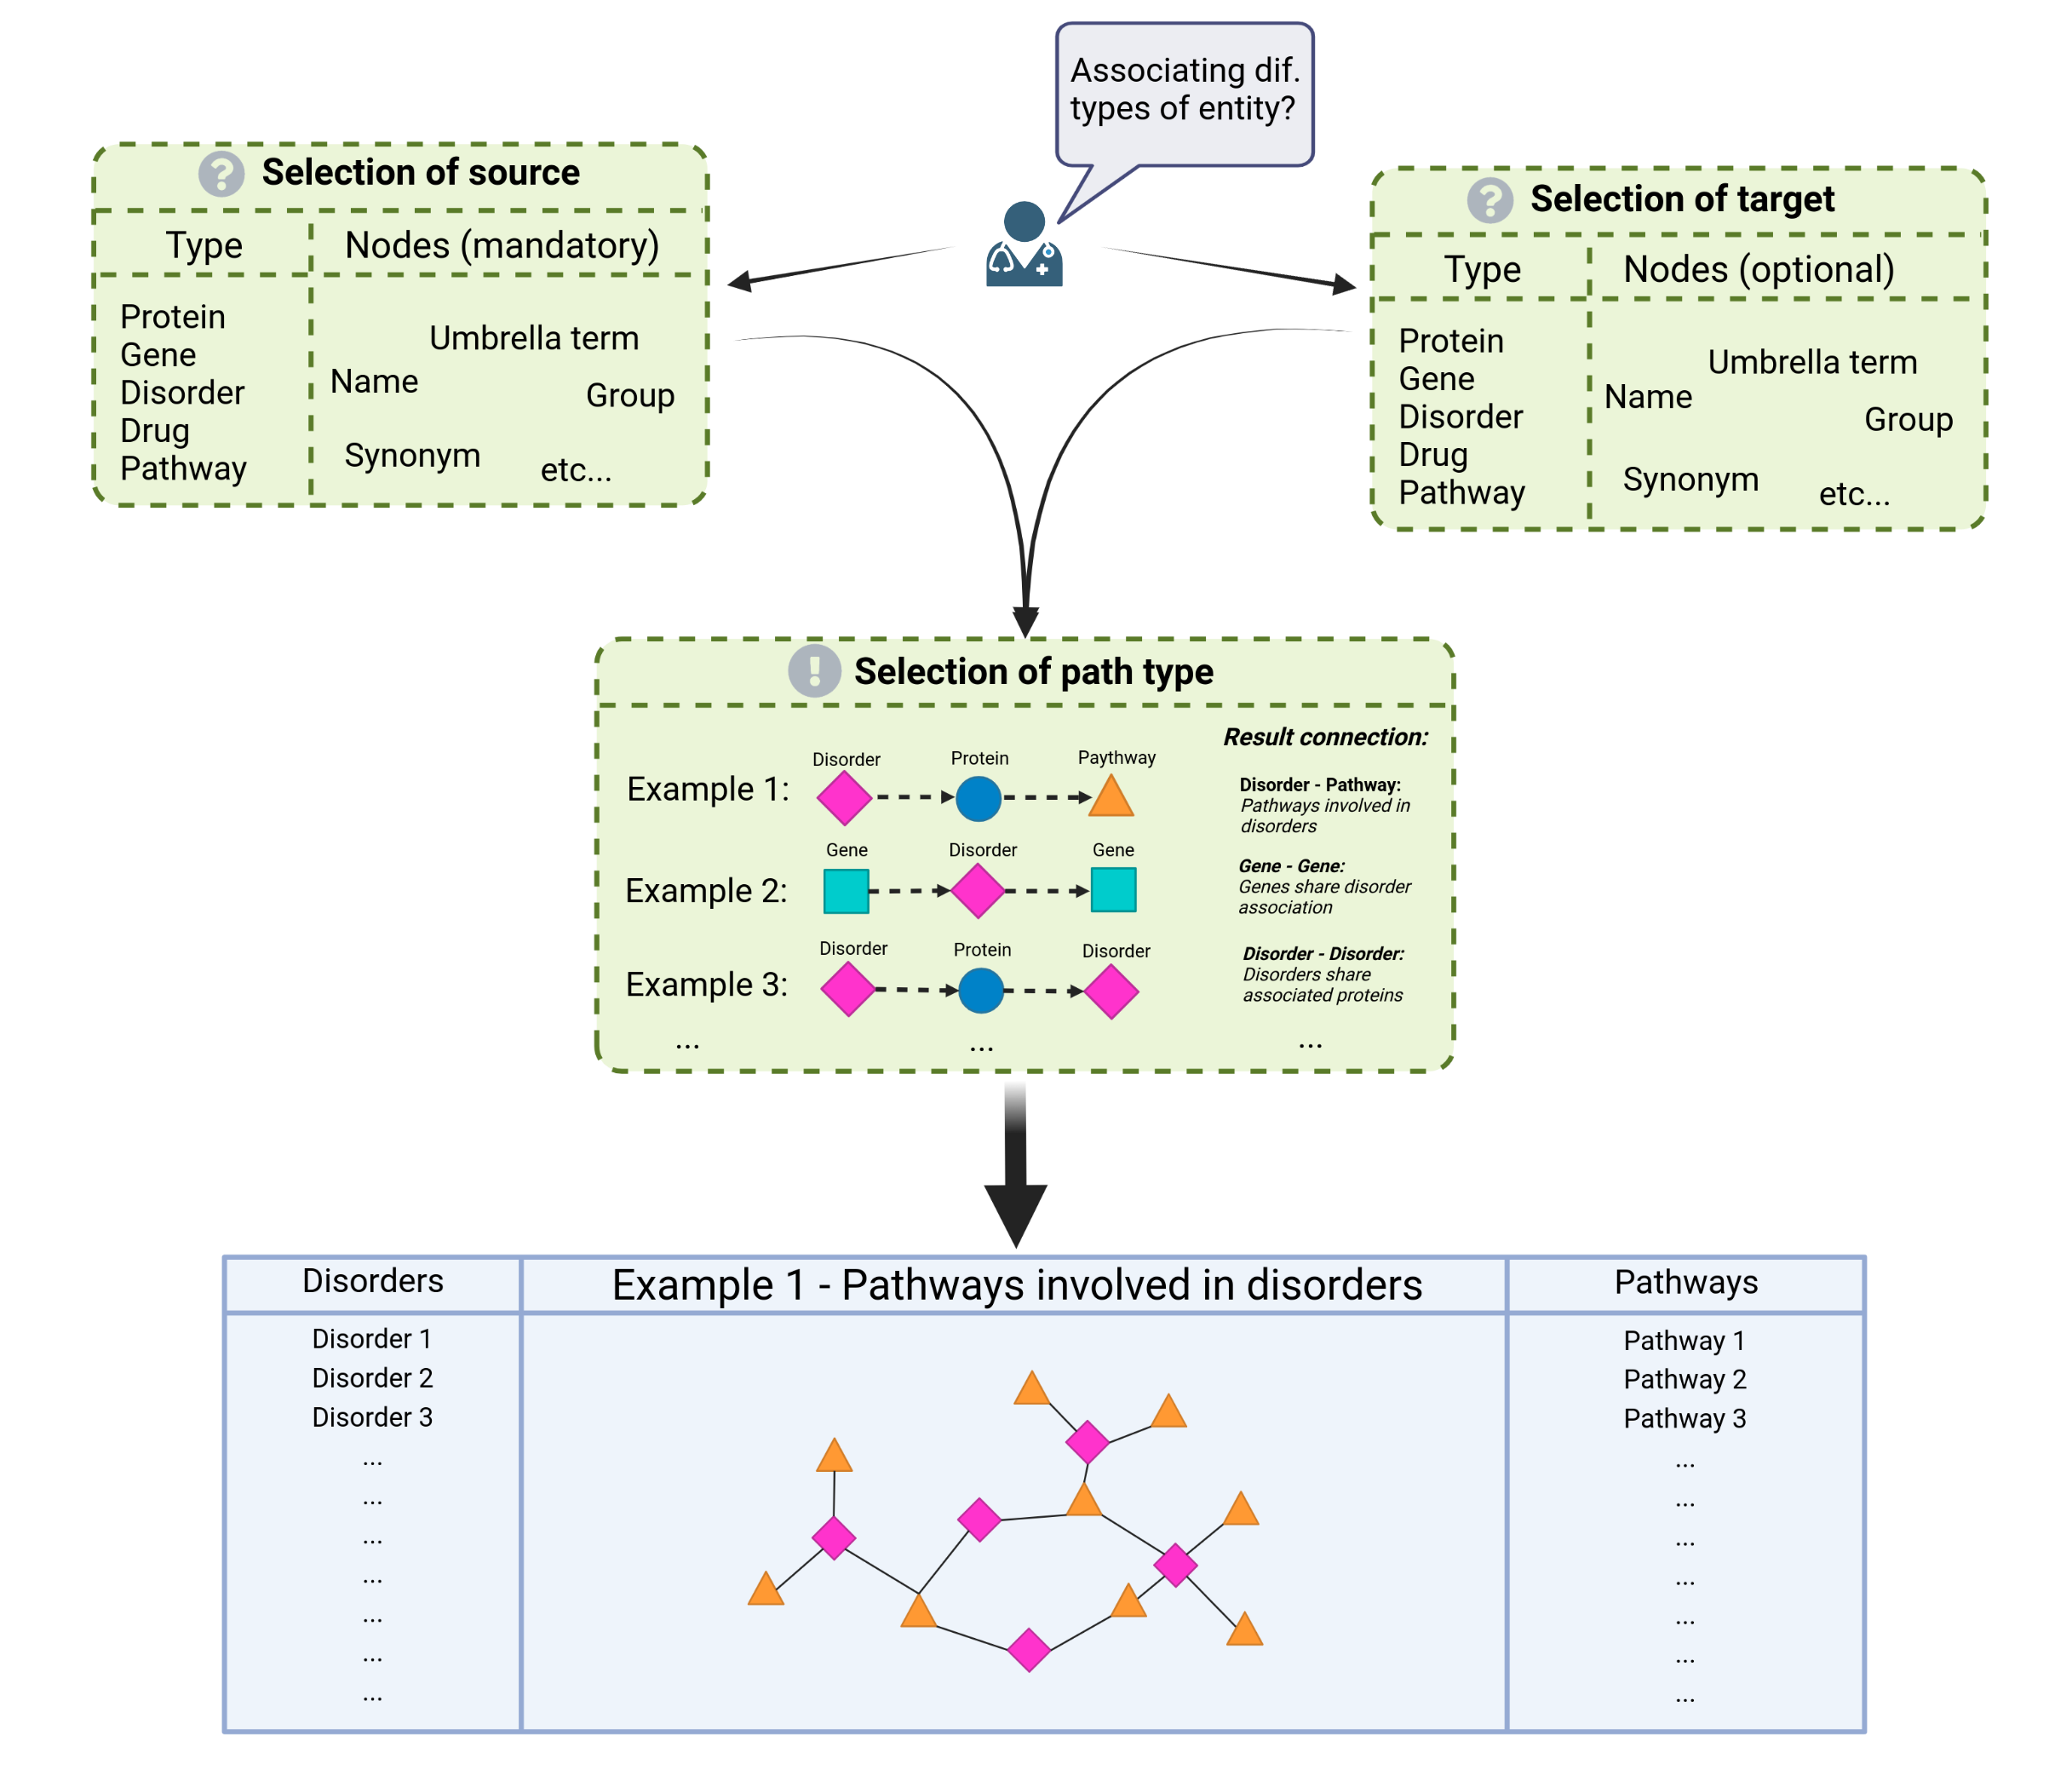 Associating dif.
types of entity?
Selection of source
Type
Nodes (mandatory)
Protein
Gene
Disorder
Drug
Pathway
Umbrella term
Name
Group
Synonym
etc...
Selection of target
Type
Nodes (optional)
Protein
Gene
Disorder
Drug
Pathway
Umbrella term
Name
Group
Synonym
etc...
Selection of path type
Result connection:
Example 1:
Disorder
Protein
Paythway
Disorder - Pathway:
Pathways involved in
disorders
Example 2:
Gene
Disorder
Gene
Gene - Gene:
Genes share disorder
association
Example 3:
Disorder
Protein
Disorder
Disorder - Disorder:
Disorders share
associated proteins
...
...
...
Disorders
Example 1 - Pathways involved in disorders
Pathways
Disorder 1
Disorder 2
Disorder 3
...
...
...
...
...
...
...
Pathway 1
Pathway 2
Pathway 3
...
...
...
...
...
...
...